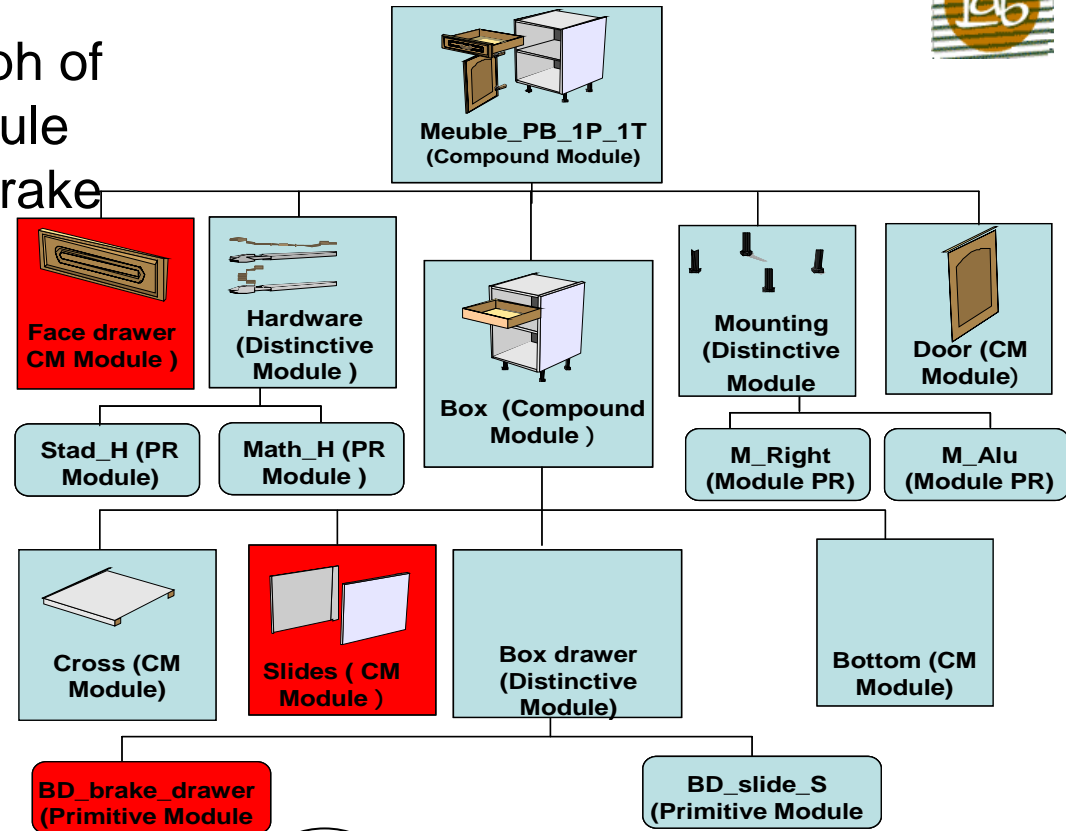 oh of
ule
rake
Lab
Meuble_PB_1P_1T
(Compound Module)
Face drawer
CM Module )
Hardware
(Distinctive
Module )
Box (Compound
Module )
Mounting
(Distinctive
Module
Door (CM
Module)
Stad_H (PR
Module)
Math_H (PR
Module )
M_Right
(Module PR)
M_Alu
(Module PR)
Cross (CM
Module)
Slides ( CM
Module )
Box drawer
(Distinctive
Module)
Bottom (CM
Module)
BD_brake_drawer
(Primitive Module
BD_slide_S
(Primitive Module